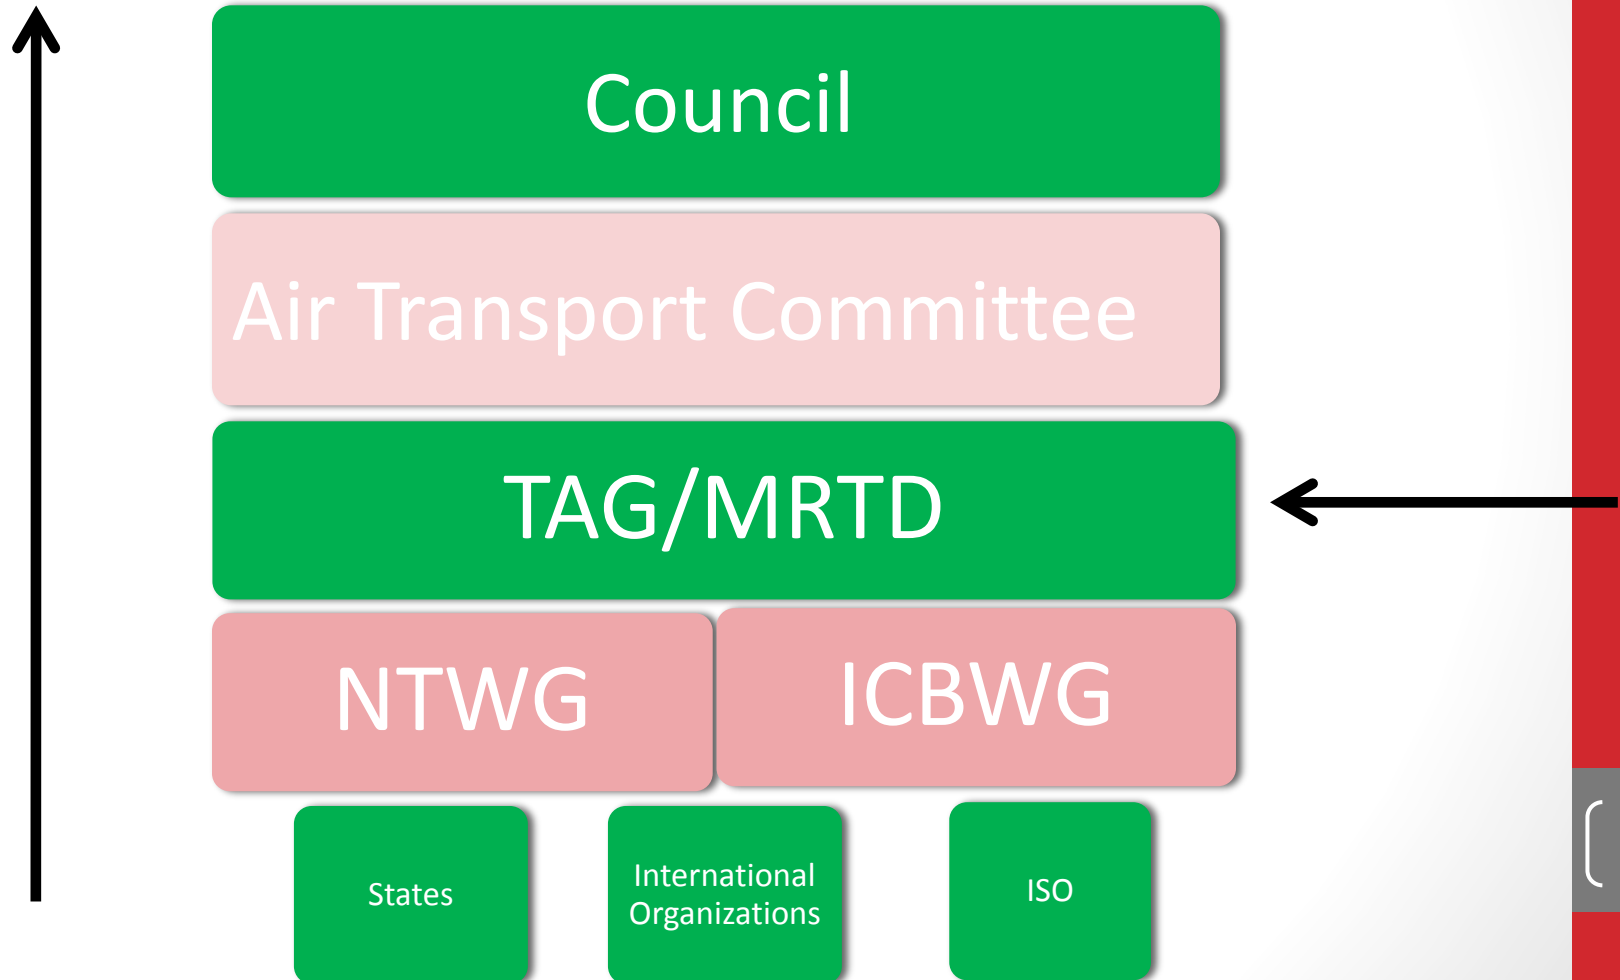 Council
Air Transport Committee
TAG/MRTD
NTWG
ICBWG
States
International
Organizations
ISO